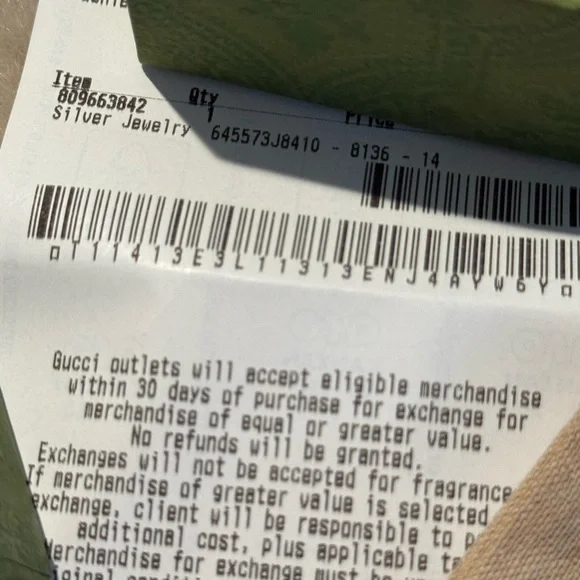 Item Qty Price
809663842 1
Silver Jewelry 645573J8410 - 8136 - 14
T11413E3L11313ENJ4AYW6Y
Gucci outlets will accept eligible merchandise
within 30 days of purchase for exchange for
merchandise of equal or greater value.
No refunds will be granted.
Exchanges will not be accepted for fragrance
If merchandise of greater value is selected
exchange, client will be responsible to
additional cost, plus applicable
Merchandise for exchange must be